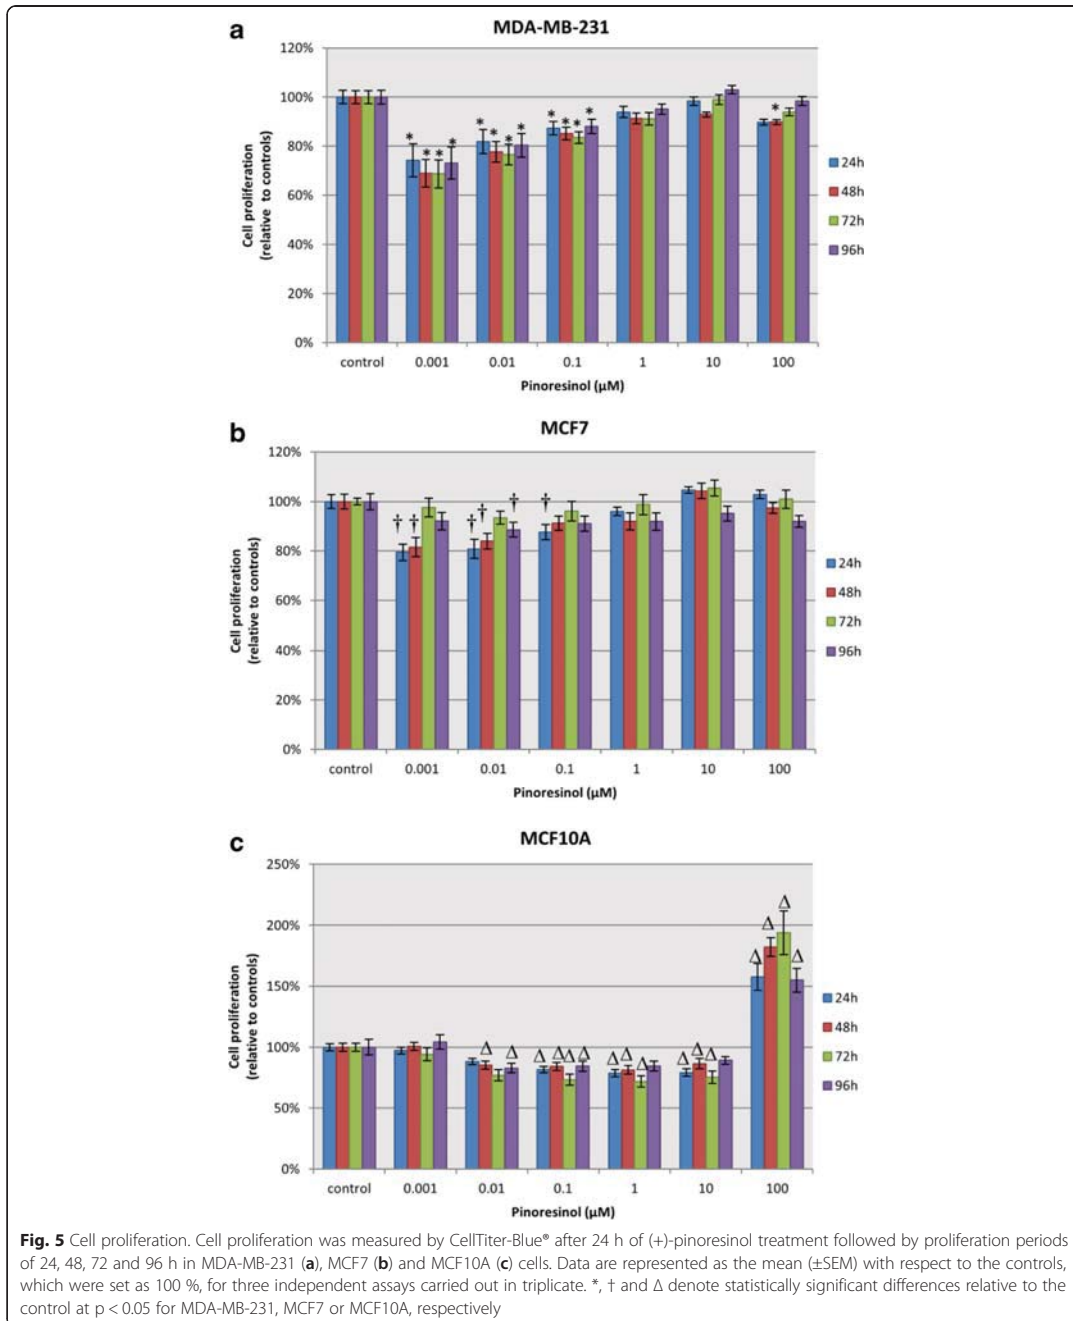 a
MDA-MB-231
120%
100%
80%
60%
40%
20%
0%
Cell proliferation
(relative to controls)
* * * *
* * * *
* * * *
*
control 0.001 0.01 0.1 1 10 100
Pinoresinol (µM)
24h
48h
72h
96h
b
MCF7
120%
100%
80%
60%
40%
20%
0%
Cell proliferation
(relative to controls)
† †
† † †
†
control 0.001 0.01 0.1 1 10 100
Pinoresinol (µM)
24h
48h
72h
96h
c
MCF10A
250%
200%
150%
100%
50%
0%
Cell proliferation
(relative to controls)
Δ Δ
Δ Δ Δ Δ
Δ Δ Δ
Δ Δ Δ
Δ Δ Δ Δ
control 0.001 0.01 0.1 1 10 100
Pinoresinol (µM)
24h
48h
72h
96h
Fig. 5 Cell proliferation. Cell proliferation was measured by CellTiter-Blue® after 24 h of (+)-pinoresinol treatment followed by proliferation periods
of 24, 48, 72 and 96 h in MDA-MB-231 (a), MCF7 (b) and MCF10A (c) cells. Data are represented as the mean (±SEM) with respect to the controls,
which were set as 100 %, for three independent assays carried out in triplicate. *, † and Δ denote statistically significant differences relative to the
control at p < 0.05 for MDA-MB-231, MCF7 or MCF10A, respectively